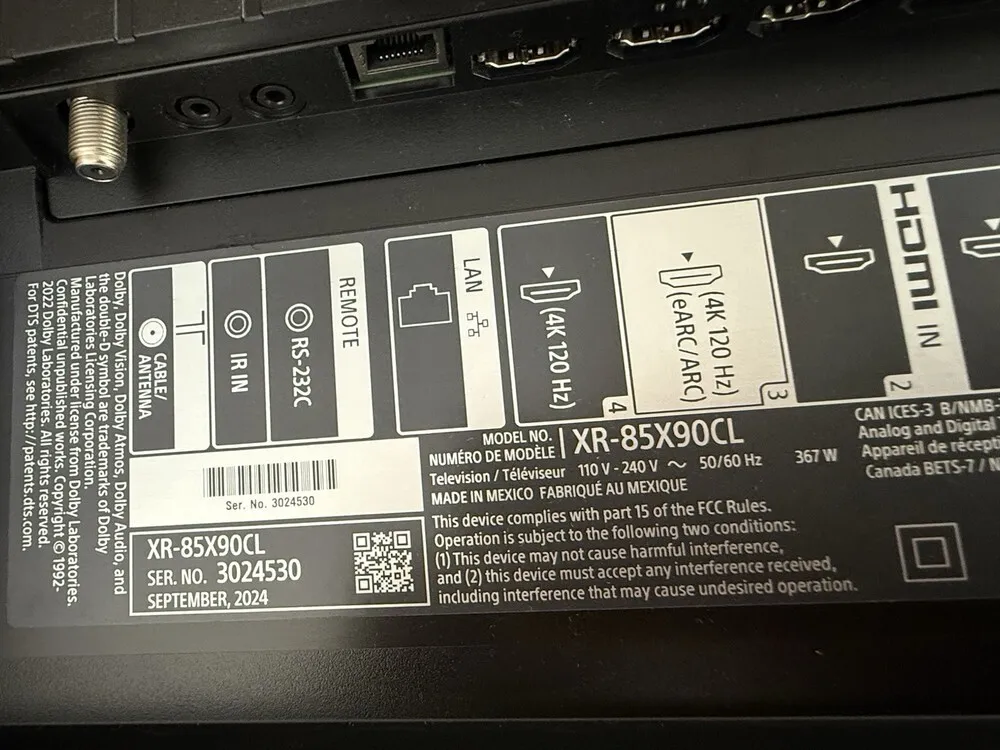 Dolby, Dolby Vision, Dolby Atmos, Dolby Audio, and
the double-D symbol are trademarks of Dolby
Laboratories Licensing Corporation.
Manufactured under license from Dolby Laboratories.
Confidential unpublished works. Copyright © 1992-
2022 Dolby Laboratories. All rights reserved.
For DTS patents, see http://patents.dts.com.
CABLE/
ANTENNA
IR IN
RS-232C
REMOTE
LAN
(4K 120 Hz)
4
(4K 120 Hz)
(eARC/ARC)
3
2
HDMI IN
MODEL NO.
NUMÉRO DE MODÈLE
XR-85X90CL
Television / Téléviseur 110 V - 240 V ~ 50/60 Hz 367 W
MADE IN MEXICO FABRIQUÉ AU MEXIQUE
This device complies with part 15 of the FCC Rules.
Operation is subject to the following two conditions:
(1) This device may not cause harmful interference,
and (2) this device must accept any interference received,
including interference that may cause undesired operation.
CAN ICES-3 B/NMB-
Analog and Digital
Appareil de récept
Canada BETS-7 / N
Ser. No. 3024530
XR-85X90CL
SER. NO. 3024530
SEPTEMBER, 2024